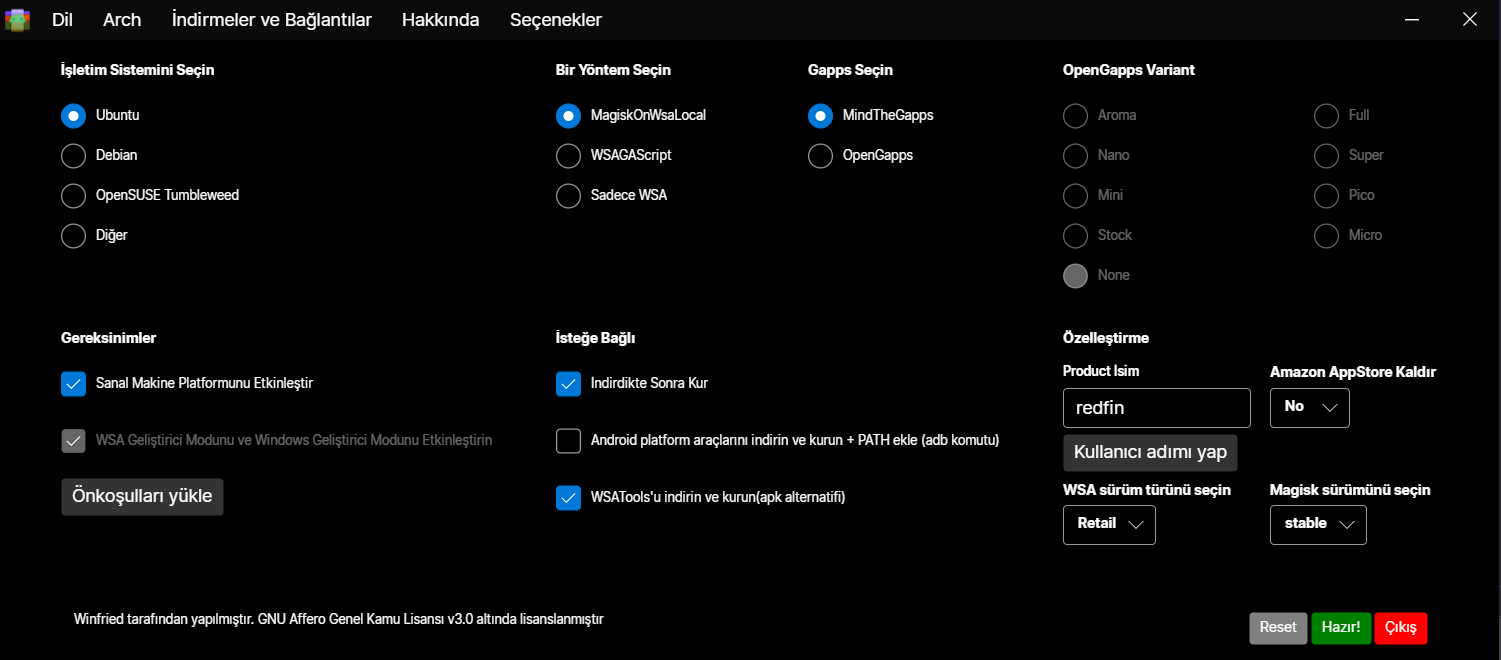 Dil Arch İndirmeler ve Bağlantılar Hakkında Seçenekler
İşletim Sistemini Seçin
Ubuntu
Debian
OpenSUSE Tumbleweed
Diğer
Bir Yöntem Seçin
MagiskOnWsaLocal
WSAGAScript
Sadece WSA
Gapps Seçin
MindTheGapps
OpenGapps
OpenGapps Variant
Aroma
Nano
Mini
Stock
None
Full
Super
Pico
Micro
Gereksinimler
Sanal Makine Platformunu Etkinleştir
WSA Geliştirici Modunu ve Windows Geliştirici Modunu Etkinleştirin
Önkoşulları yükle
İsteğe Bağlı
Indirdikte Sonra Kur
Android platform araçlarını indirin ve kurun + PATH ekle (adb komutu)
WSATools'u indirin ve kurun(apk alternatifi)
Özelleştirme
Product İsim
redfin
Kullanıcı adımı yap
Amazon AppStore Kaldır
No
WSA sürüm türünü seçin
Retail
Magisk sürümünü seçin
stable
Winfried tarafından yapılmıştır. GNU Affero Genel Kamu Lisansı v3.0 altında lisanslanmıştır
Reset Hazır! Çıkış